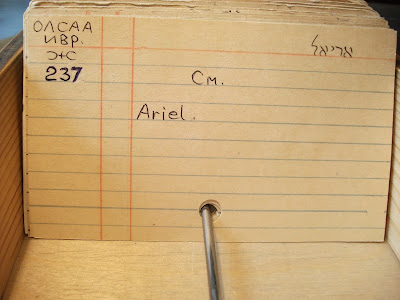 ОЛСАА
ИВР.
Ж
237
אריאל
См.
Ariel.